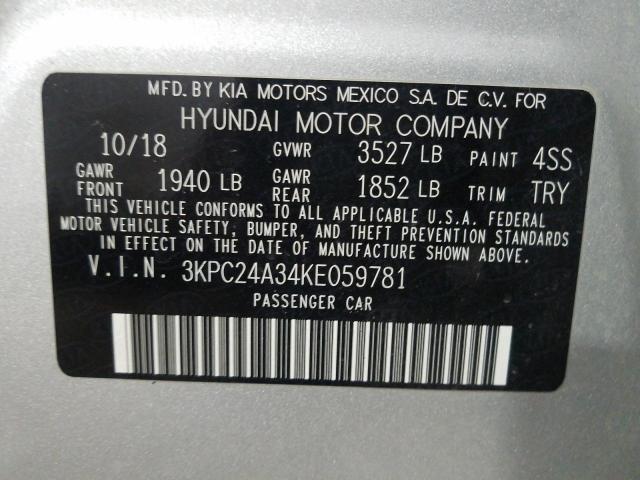 MFD. BY KIA MOTORS MEXICO S.A. DE C.V. FOR
HYUNDAI MOTOR COMPANY
10/18 GVWR 3527 LB PAINT 4SS
GAWR FRONT 1940 LB GAWR REAR 1852 LB TRIM TRY
THIS VEHICLE CONFORMS TO ALL APPLICABLE U.S.A. FEDERAL
MOTOR VEHICLE SAFETY, BUMPER, AND THEFT PREVENTION STANDARDS
IN EFFECT ON THE DATE OF MANUFACTURE SHOWN ABOVE.
V.I.N. 3KPC24A34KE059781
PASSENGER CAR